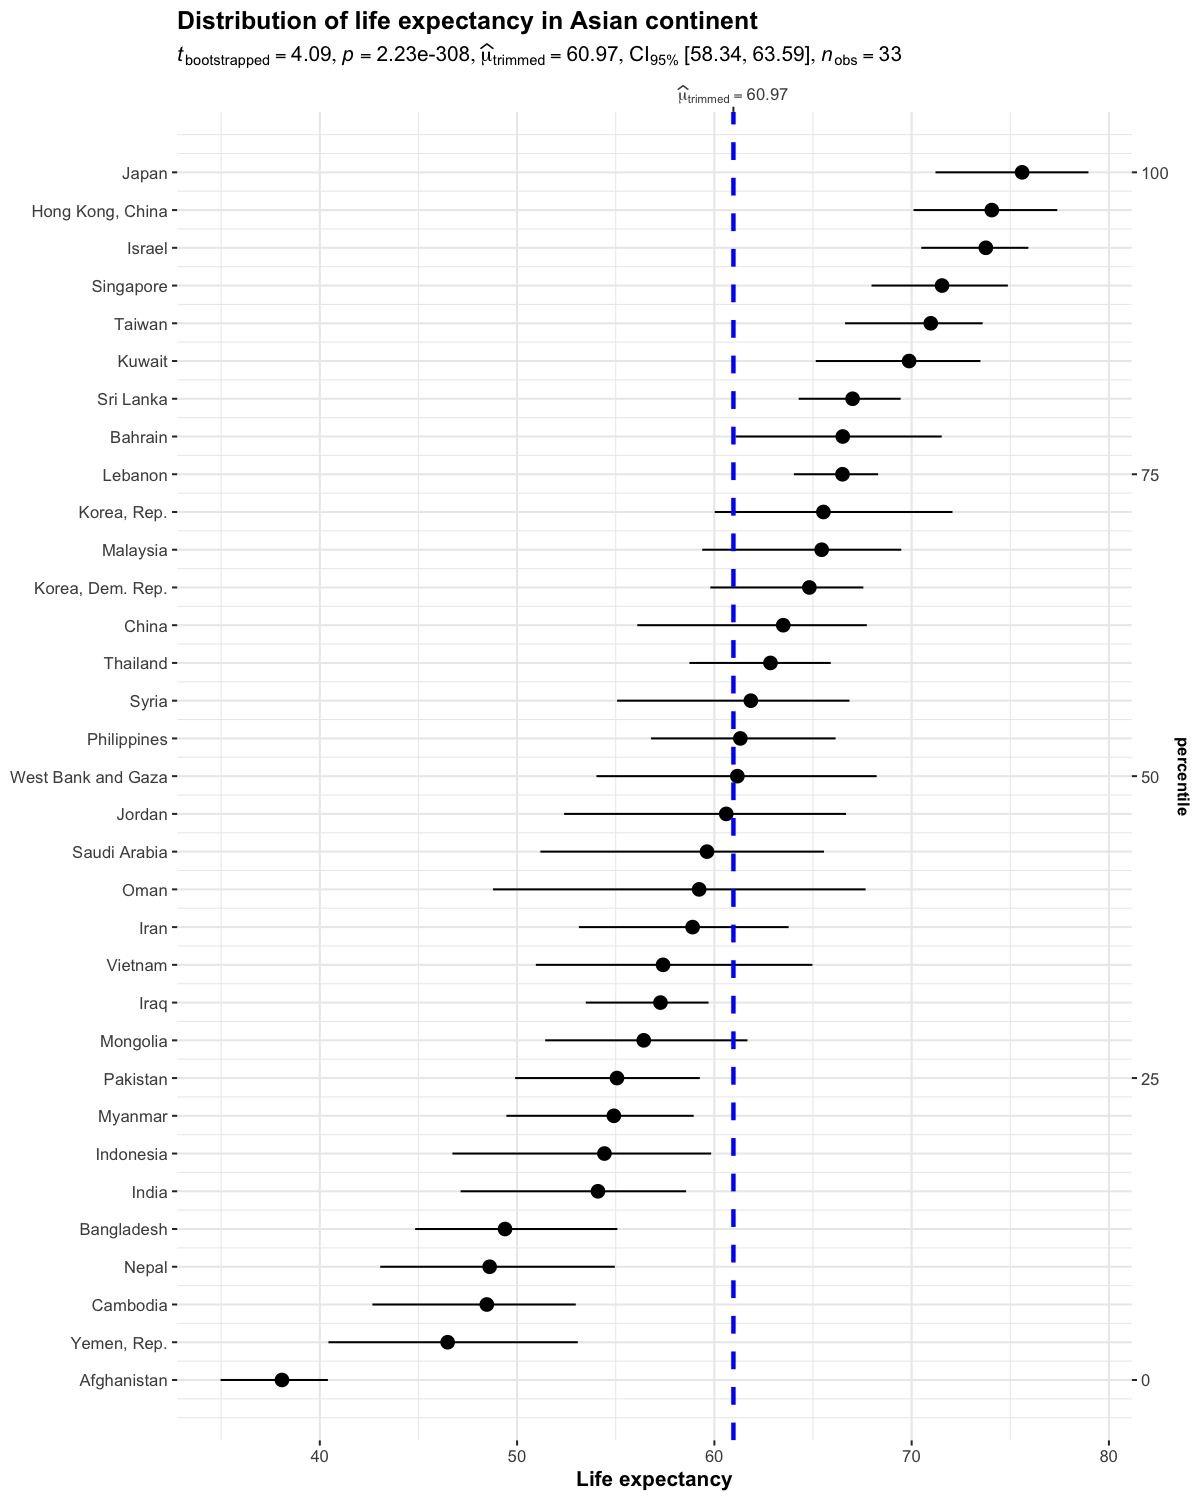 Distribution of life expectancy in Asian continent
t bootstrapped = 4.09, p = 2.23e-308, μ̂ trimmed = 60.97, CI95% [58.34, 63.59], n obs = 33
μ̂ trimmed = 60.97
Japan
100
Hong Kong, China
Israel
Singapore
Taiwan
Kuwait
Sri Lanka
Bahrain
Lebanon
75
Korea, Rep.
Malaysia
Korea, Dem. Rep.
China
Thailand
Syria
Philippines
West Bank and Gaza
50
percentile
Jordan
Saudi Arabia
Oman
Iran
Vietnam
Iraq
Mongolia
Pakistan
25
Myanmar
Indonesia
India
Bangladesh
Nepal
Cambodia
Yemen, Rep.
Afghanistan
0
40 50 60 70 80
Life expectancy